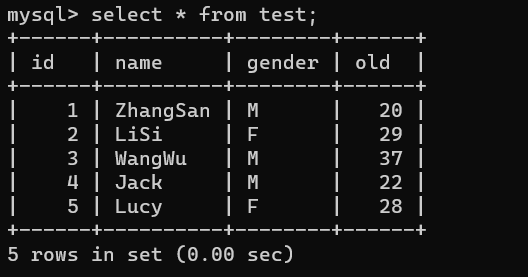 mysql> select * from test;
+------+----------+--------+------+
| id   | name     | gender | old  |
+------+----------+--------+------+
|    1 | ZhangSan | M      |   20 |
|    2 | LiSi     | F      |   29 |
|    3 | WangWu   | M      |   37 |
|    4 | Jack     | M      |   22 |
|    5 | Lucy     | F      |   28 |
+------+----------+--------+------+
5 rows in set (0.00 sec)